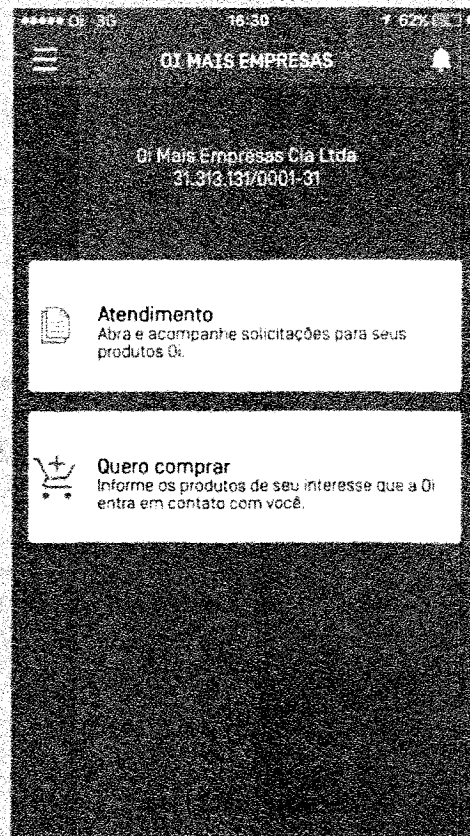 ●●●●● Oi 3G 16:30 62%
OI MAIS EMPRESAS
Oi Mais Empresas Cia Ltda
31.313.131/0001-31
Atendimento
Abra e acompanhe solicitações para seus
produtos Oi.
Quero comprar
Informe os produtos de seu interesse que a Oi
entra em contato com você.